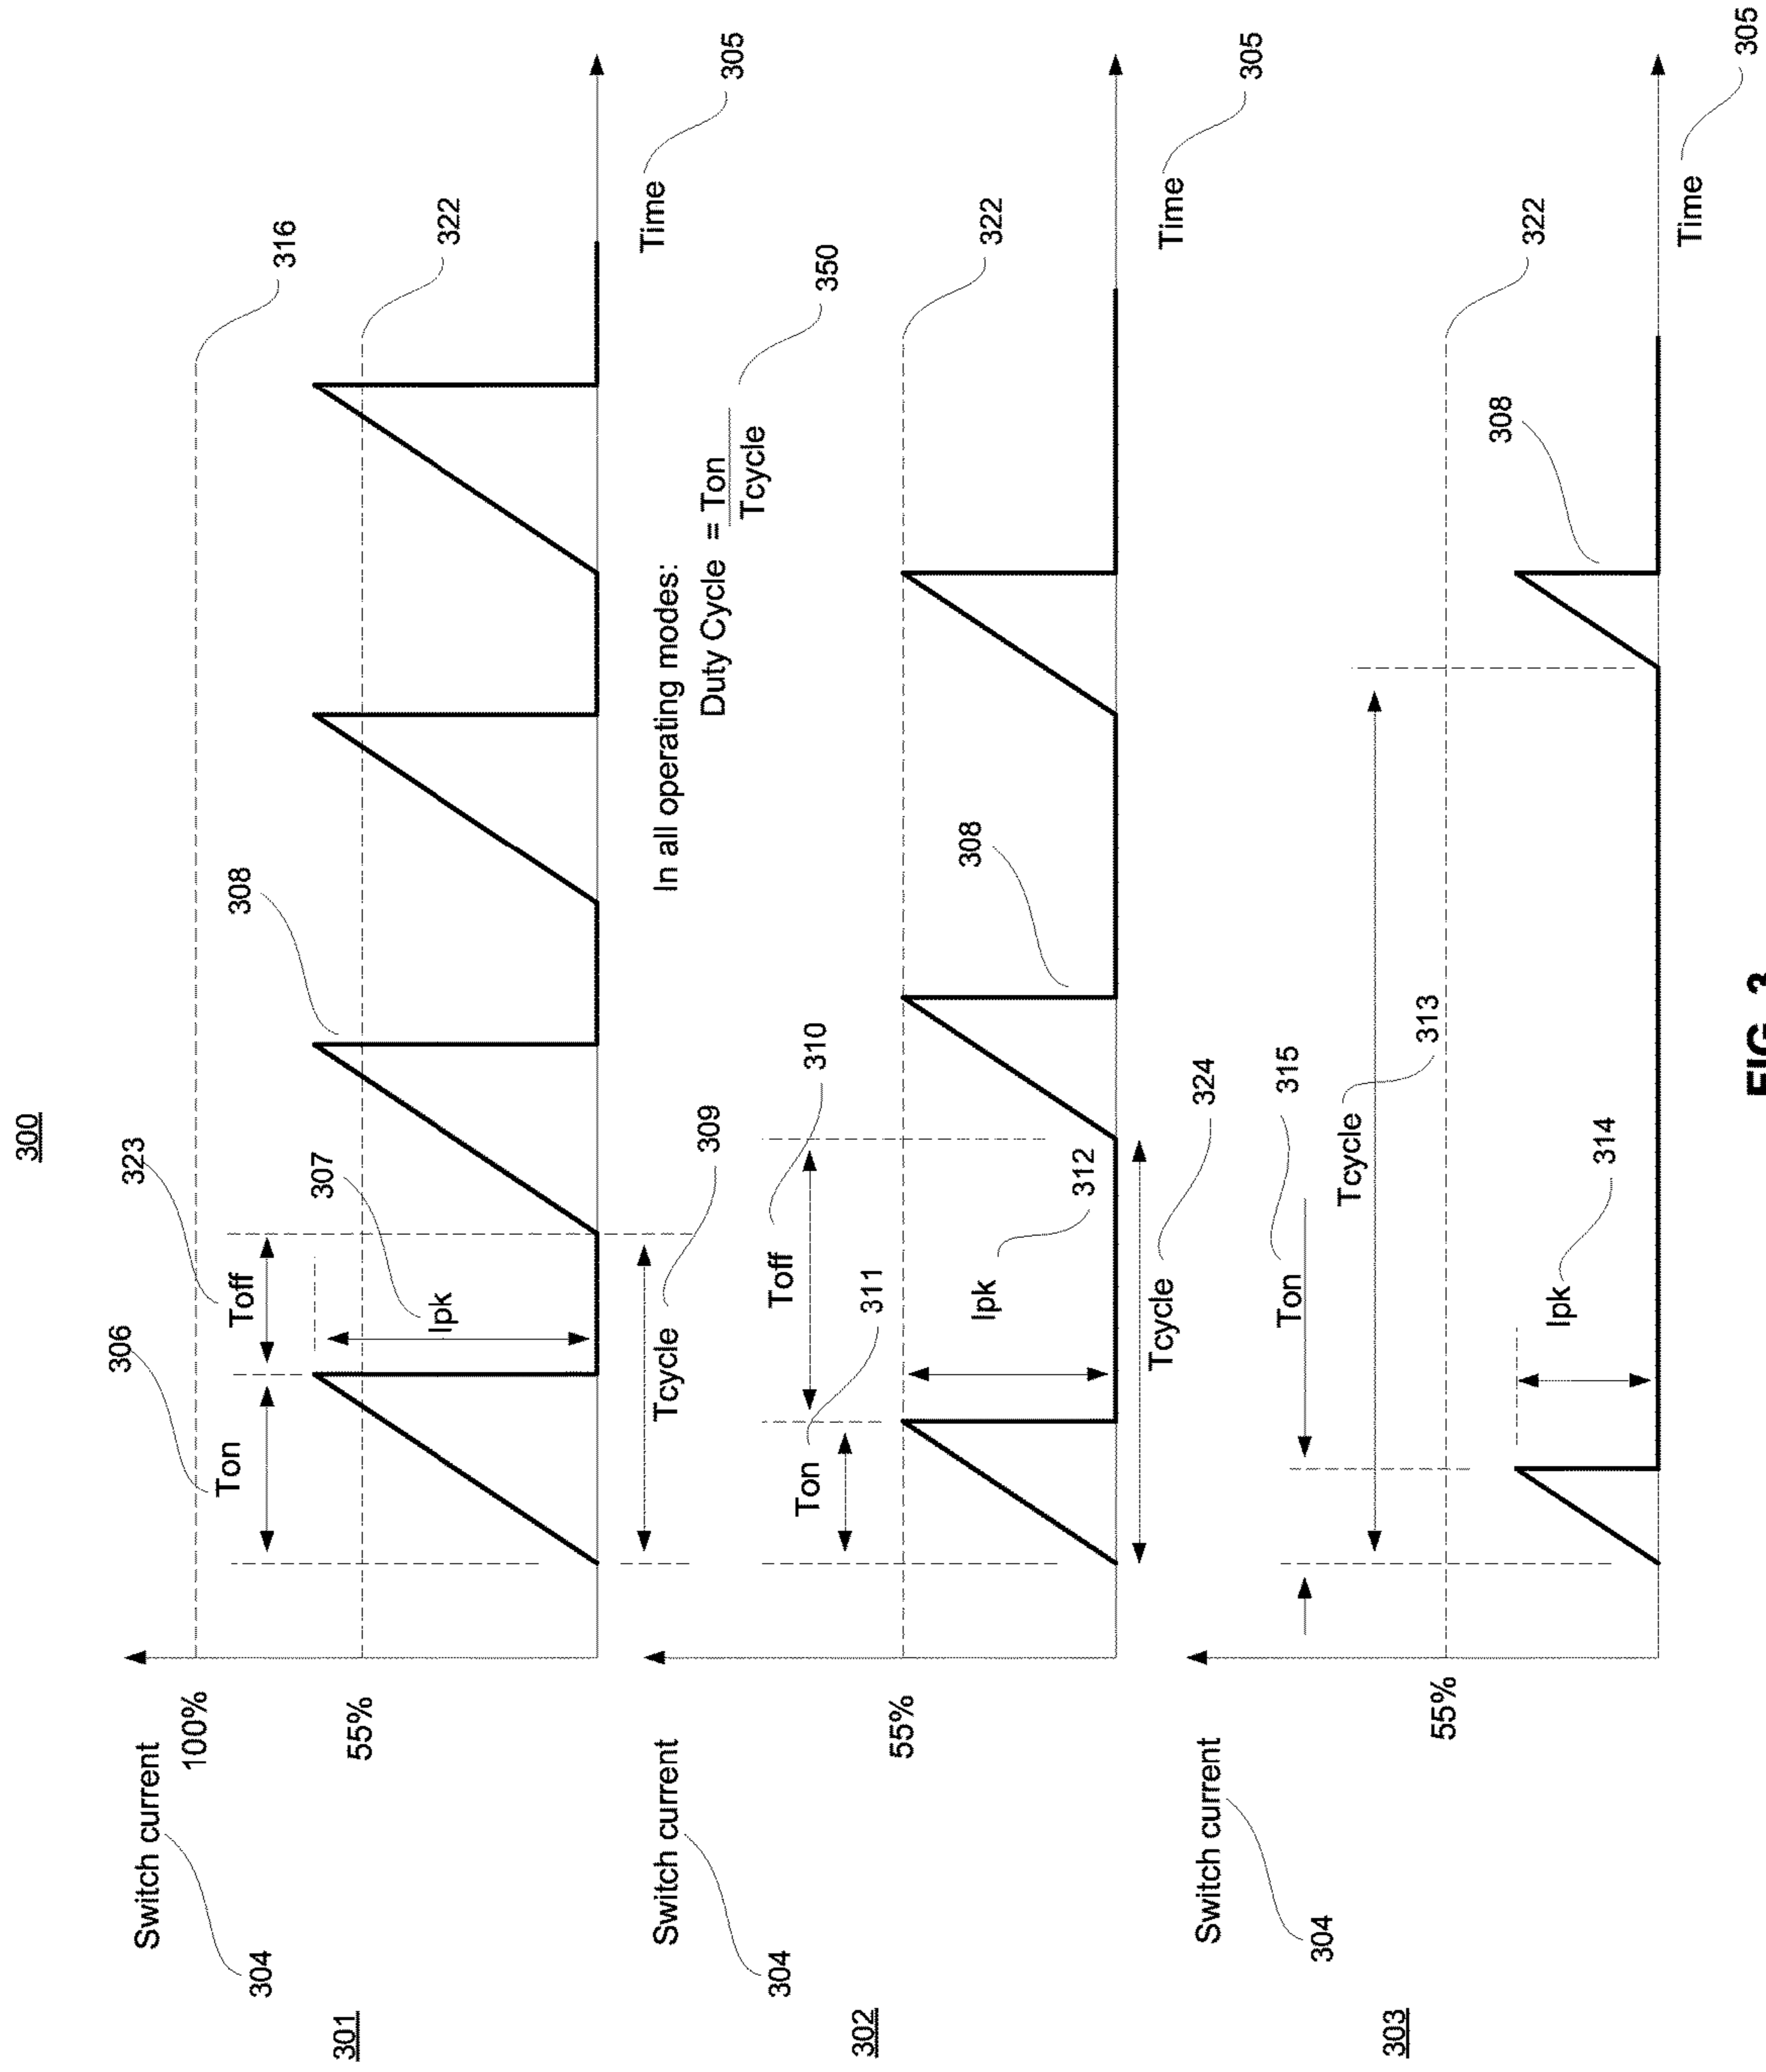 300
301
Switch current
304
100%
55%
306
Ton
323
Toff
307
Ipk
308
316
322
Tcycle
309
Time
305
In all operating modes:
Duty Cycle = Ton
Tcycle
350
302
Switch current
304
55%
Ton
311
Toff
310
Ipk
312
308
322
Tcycle
324
Time
305
303
Switch current
304
55%
Ton
315
Tcycle
313
Ipk
314
308
322
Time
305